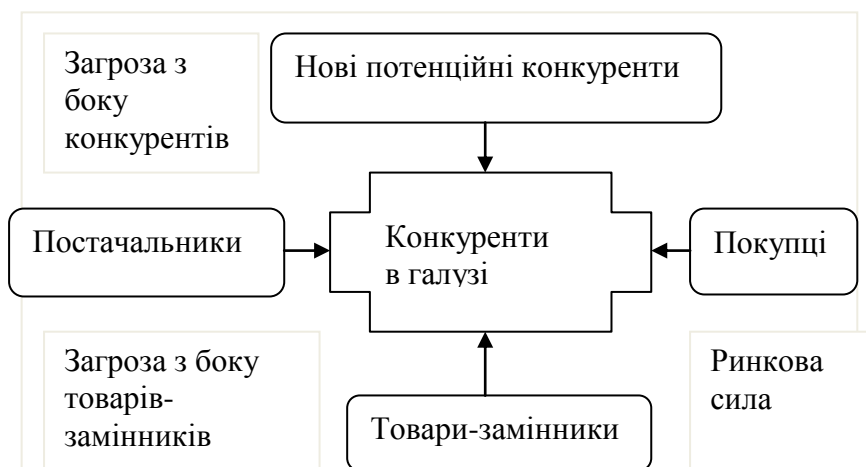 Загроза з
боку
конкурентів
Нові потенційні конкуренти
Постачальники
Конкуренти
в галузі
Покупці
Загроза з боку
товарів-
замінників
Товари-замінники
Ринкова
сила